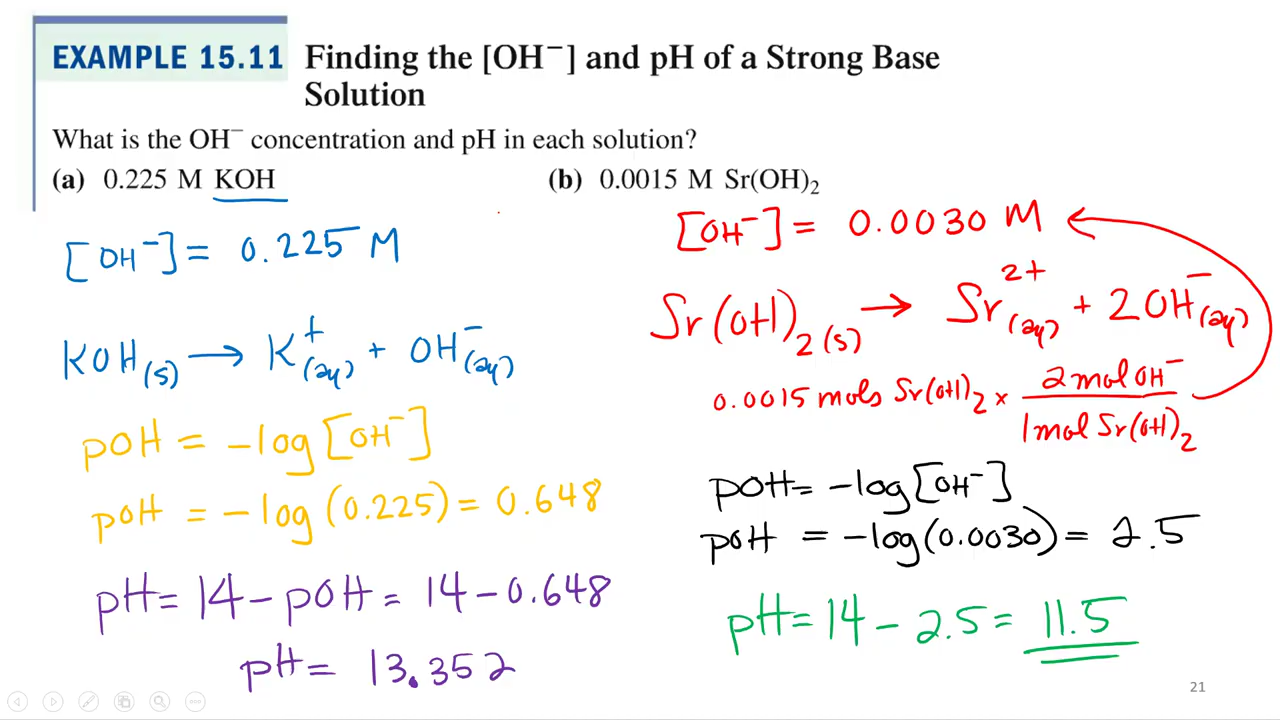 EXAMPLE 15.11 Finding the [OH⁻] and pH of a Strong Base
Solution
What is the OH⁻ concentration and pH in each solution?
(a) 0.225 M KOH
(b) 0.0015 M Sr(OH)₂
[OH⁻] = 0.225 M
KOH(s) → K⁺(aq) + OH⁻(aq)
pOH = -log[OH⁻]
pOH = -log(0.225) = 0.648
pH = 14 - pOH = 14 - 0.648
pH = 13.352
[OH⁻] = 0.0030 M
Sr(OH)₂(s) → Sr²⁺(aq) + 2OH⁻(aq)
0.0015 mols Sr(OH)₂ × 2 mol OH⁻ / 1 mol Sr(OH)₂
pOH = -log[OH⁻]
pOH = -log(0.0030) = 2.5
pH = 14 - 2.5 = 11.5
21